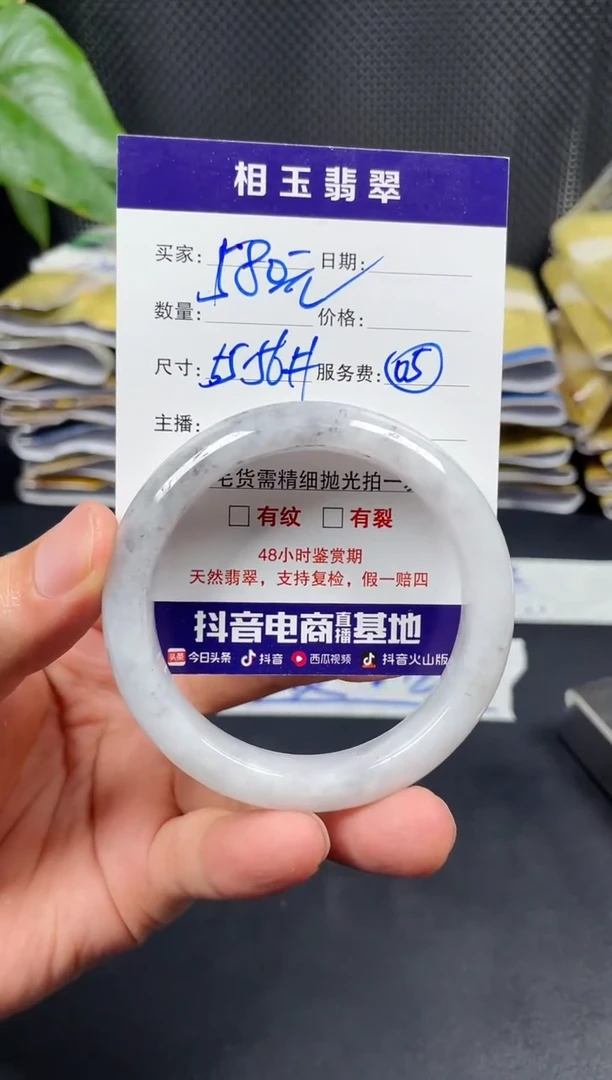 相玉翡翠
买家: 580元 日期:
数量: 价格:
尺寸: 5556# 服务费: 05
主播:
毛货需精细抛光拍一
□有纹 □有裂
48小时鉴赏期
天然翡翠，支持复检，假一赔四
抖音电商直播基地
头条 今日头条 抖音 西瓜视频 抖音火山版